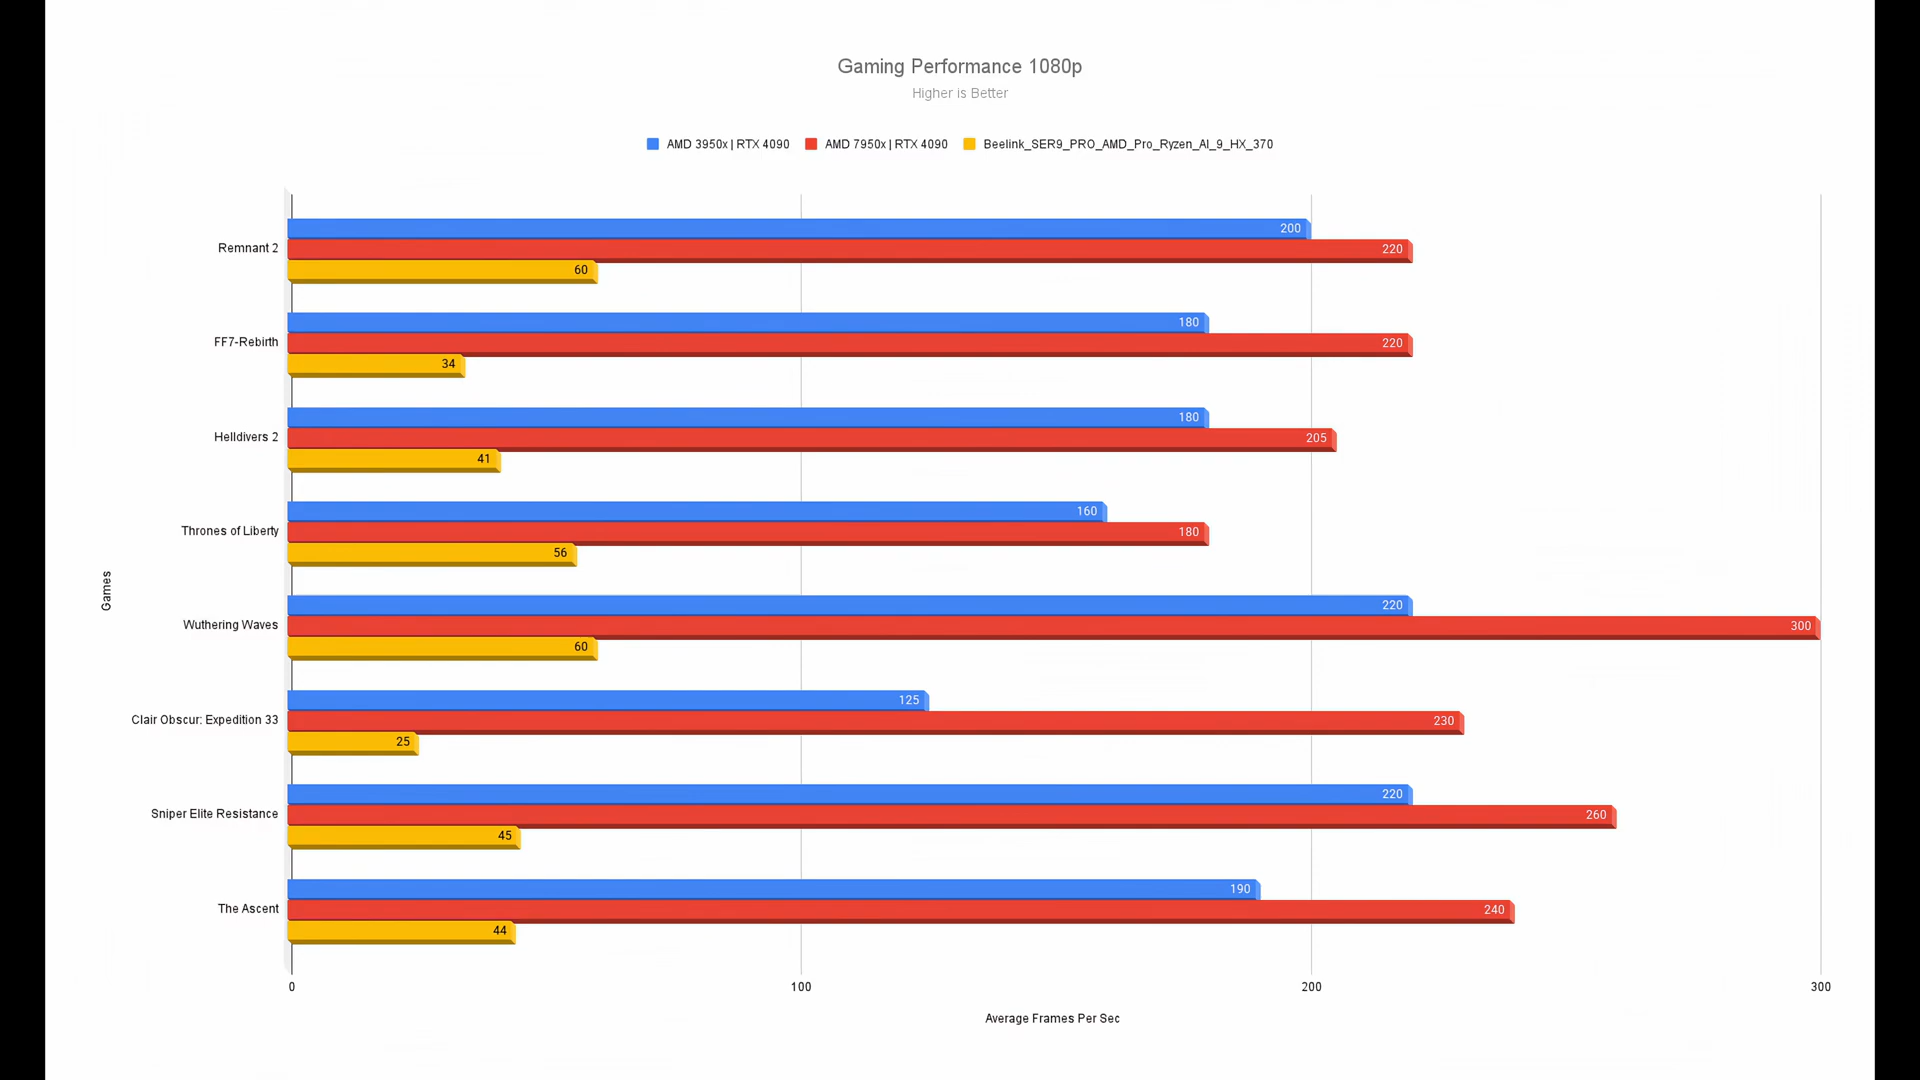 Gaming Performance 1080p
Higher is Better
AMD 3950x | RTX 4090 AMD 7950x | RTX 4090 Beelink_SER9_PRO_AMD_Pro_Ryzen_AI_9_HX_370
Games
Remnant 2
200
220
60
FF7-Rebirth
180
220
34
Helldivers 2
180
205
41
Thrones of Liberty
160
180
56
Wuthering Waves
220
300
60
Clair Obscur: Expedition 33
125
230
25
Sniper Elite Resistance
220
260
45
The Ascent
190
240
44
0 100 200 300
Average Frames Per Sec